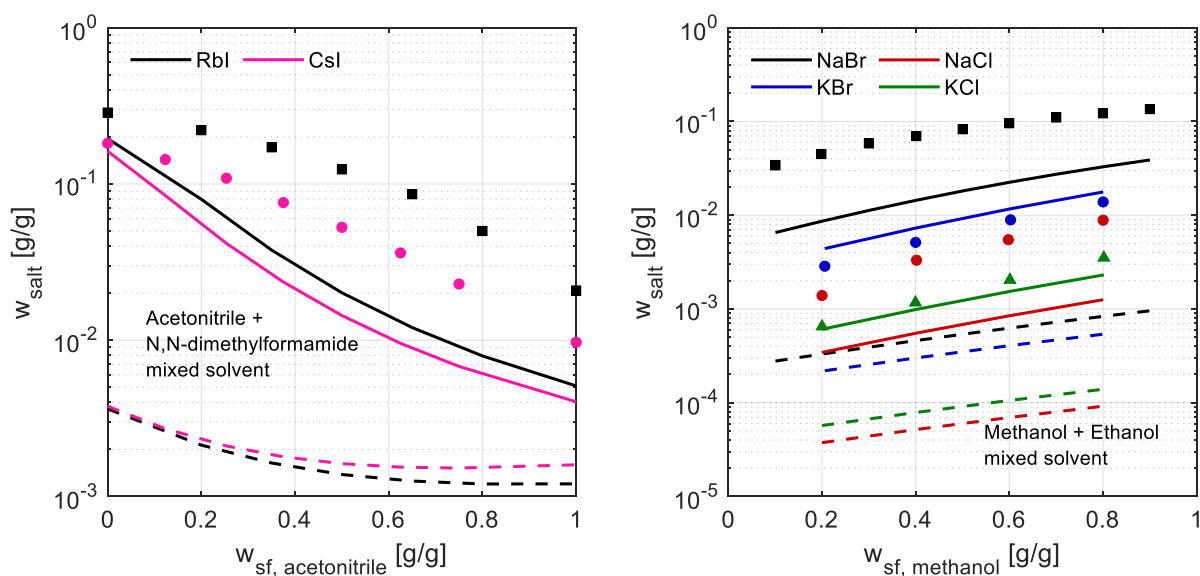 10^0
RbI CsI
10^-1
w_salt [g/g]
10^-2
Acetonitrile +
N,N-dimethylformamide
mixed solvent
10^-3
0 0.2 0.4 0.6 0.8 1
w_sf, acetonitrile [g/g]
10^0
NaBr NaCl
KBr KCl
10^-1
10^-2
w_salt [g/g]
10^-3
10^-4
Methanol + Ethanol
mixed solvent
10^-5
0 0.2 0.4 0.6 0.8 1
w_sf, methanol [g/g]